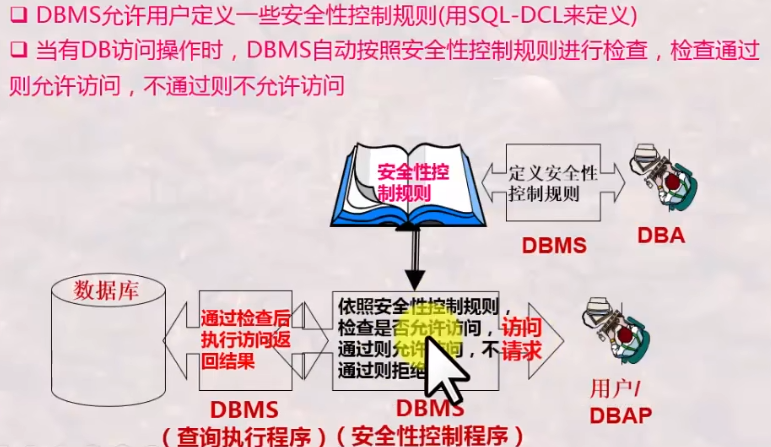 ❑ DBMS允许用户定义一些安全性控制规则(用SQL-DCL来定义)
❑ 当有DB访问操作时，DBMS自动按照安全性控制规则进行检查，检查通过
则允许访问，不通过则不允许访问
安全性控
制规则
定义安全性
控制规则
DBMS
DBA
数据库
通过检查后
执行访问返
回结果
依照安全性控制规则，
检查是否允许访问，
通过则允许访问，不
通过则拒绝
访问
请求
用户/
DBAP
DBMS
（查询执行程序）
DBMS
（安全性控制程序）